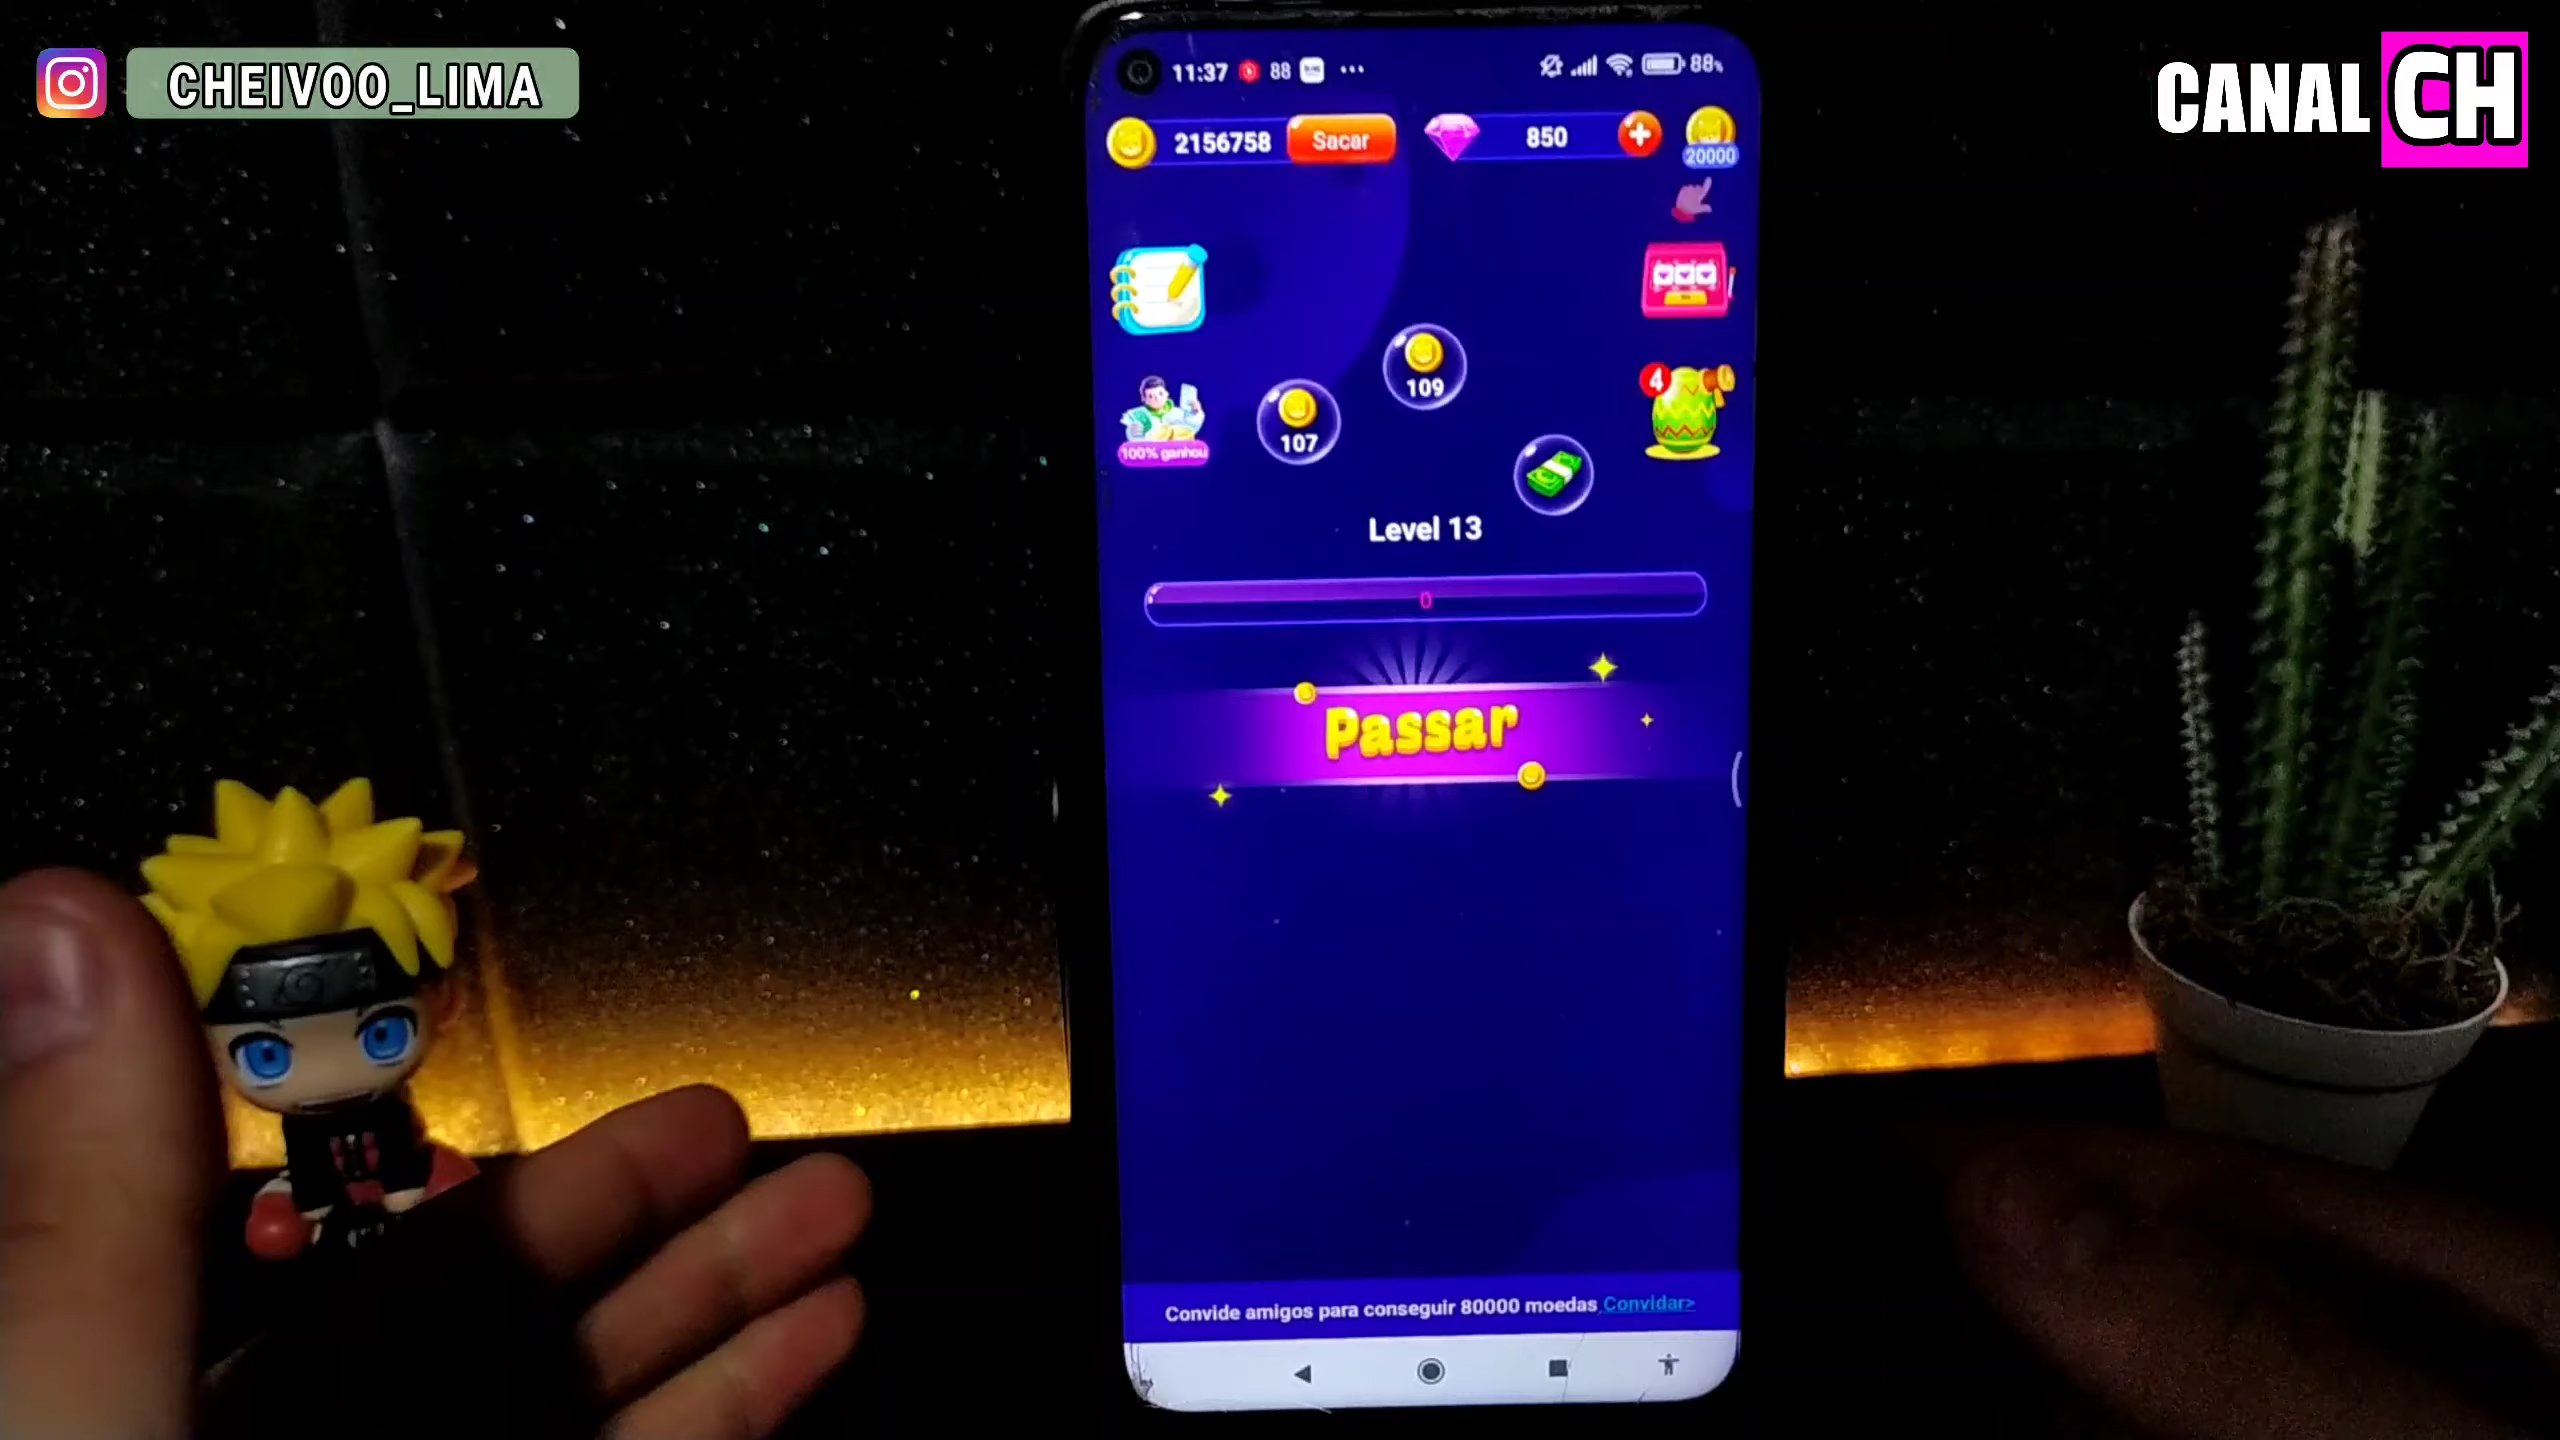 CHEIVOO_LIMA
CANAL CH
11:37 88 88%
2156758 Sacar 850
20000
109
107
4
100% ganhou
Level 13
0
Passar
Convide amigos para conseguir 80000 moedas,Convidar>